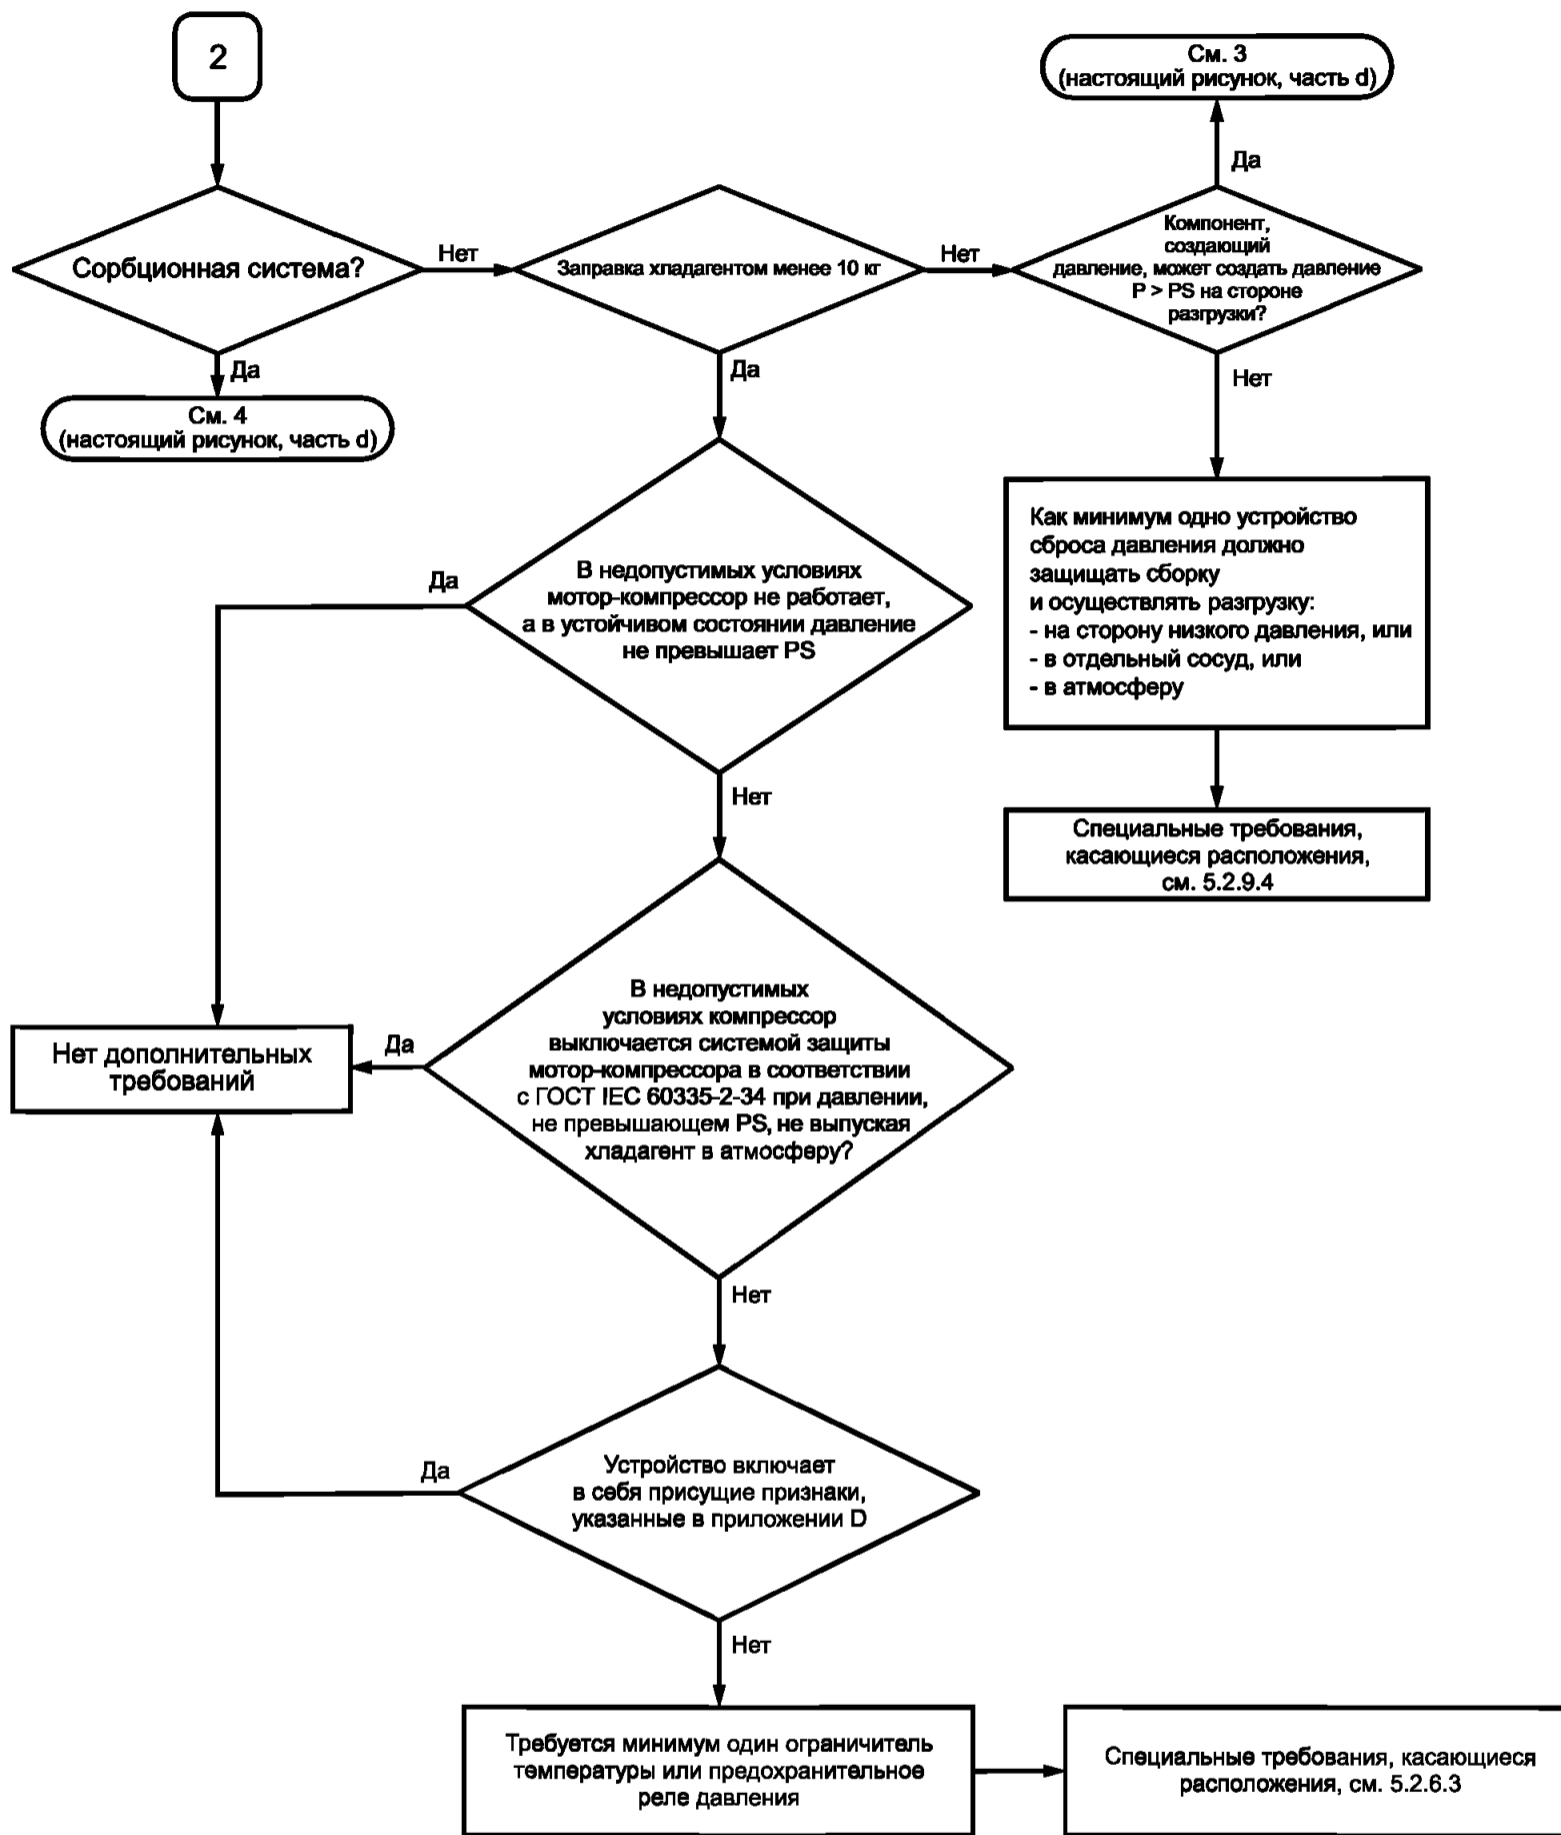 2
См. 3
(настоящий рисунок, часть d)
Да
Сорбционная система?
Нет
Заправка хладагентом менее 10 кг
Нет
Компонент,
создающий
давление, может создать давление
P > PS на стороне
разгрузки?
Да
См. 4
(настоящий рисунок, часть d)
Да
Нет
Как минимум одно устройство
сброса давления должно
защищать сборку
и осуществлять разгрузку:
- на сторону низкого давления, или
- в отдельный сосуд, или
- в атмосферу
Да
В недопустимых условиях
мотор-компрессор не работает,
а в устойчивом состоянии давление
не превышает PS
Нет
Специальные требования,
касающиеся расположения,
см. 5.2.9.4
В недопустимых
условиях компрессор
выключается системой защиты
мотор-компрессора в соответствии
с ГОСТ IEC 60335-2-34 при давлении,
не превышающем PS, не выпуская
хладагент в атмосферу?
Да
Нет дополнительных
требований
Нет
Да
Устройство включает
в себя присущие признаки,
указанные в приложении D
Нет
Требуется минимум один ограничитель
температуры или предохранительное
реле давления
Специальные требования, касающиеся
расположения, см. 5.2.6.3